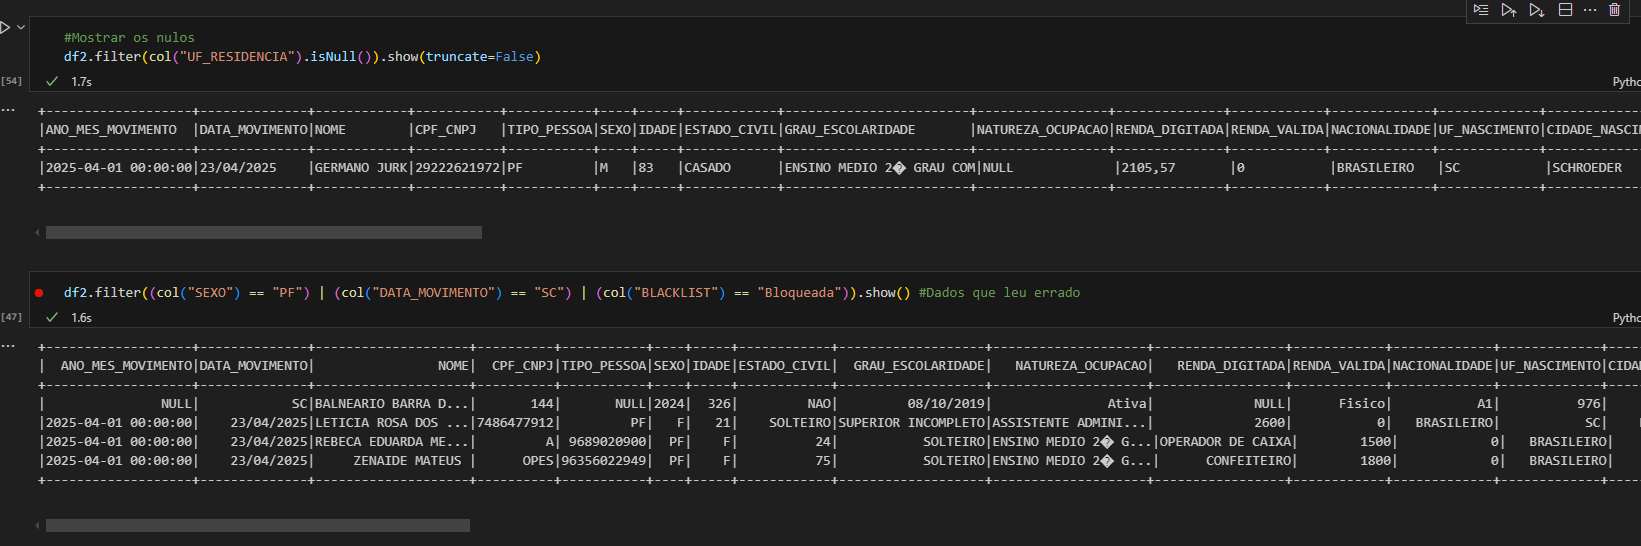 #Mostrar os nulos
df2.filter(col("UF_RESIDENCIA").isNull()).show(truncate=False)
[54]
1.7s
Pytho
...
|ANO_MES_MOVIMENTO |DATA_MOVIMENTO|NOME |CPF_CNPJ |TIPO_PESSOA|SEXO|IDADE|ESTADO_CIVIL|GRAU_ESCOLARIDADE |NATUREZA_OCUPACAO|RENDA_DIGITADA|RENDA_VALIDA|NACIONALIDADE|UF_NASCIMENTO|CIDADE_NASCI
|2025-04-01 00:00:00|23/04/2025 |GERMANO JURK|29222621972|PF |M |83 |CASADO |ENSINO MEDIO 2� GRAU COM|NULL |2105,57 |0 |BRASILEIRO |SC |SCHROEDER
df2.filter((col("SEXO") == "PF") | (col("DATA_MOVIMENTO") == "SC") | (col("BLACKLIST") == "Bloqueada")).show() #Dados que leu errado
[47]
1.6s
Pytho
...
| ANO_MES_MOVIMENTO|DATA_MOVIMENTO| NOME| CPF_CNPJ|TIPO_PESSOA|SEXO|IDADE|ESTADO_CIVIL| GRAU_ESCOLARIDADE| NATUREZA_OCUPACAO| RENDA_DIGITADA|RENDA_VALIDA|NACIONALIDADE|UF_NASCIMENTO|CIDA
| NULL| SC|BALNEARIO BARRA D...| 144| NULL|2024| 326| NAO| 08/10/2019| Ativa| NULL| Fisico| A1| 976|
|2025-04-01 00:00:00| 23/04/2025|LETICIA ROSA DOS ...|7486477912| PF| F| 21| SOLTEIRO|SUPERIOR INCOMPLETO|ASSISTENTE ADMINI...| 2600| 0| BRASILEIRO| SC|
|2025-04-01 00:00:00| 23/04/2025|REBECA EDUARDA ME...| A| 9689020900| PF| F| 24| SOLTEIRO|ENSINO MEDIO 2� G...|OPERADOR DE CAIXA| 1500| 0| BRASILEIRO|
|2025-04-01 00:00:00| 23/04/2025| ZENAIDE MATEUS | OPES|96356022949| PF| F| 75| SOLTEIRO|ENSINO MEDIO 2� G...| CONFEITEIRO| 1800| 0| BRASILEIRO|